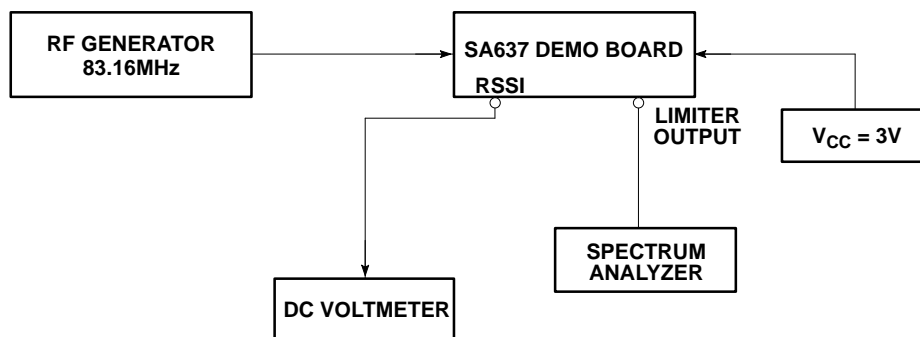 RF GENERATOR
83.16MHz
SA637 DEMO BOARD
RSSI
LIMITER
OUTPUT
VCC = 3V
SPECTRUM
ANALYZER
DC VOLTMETER